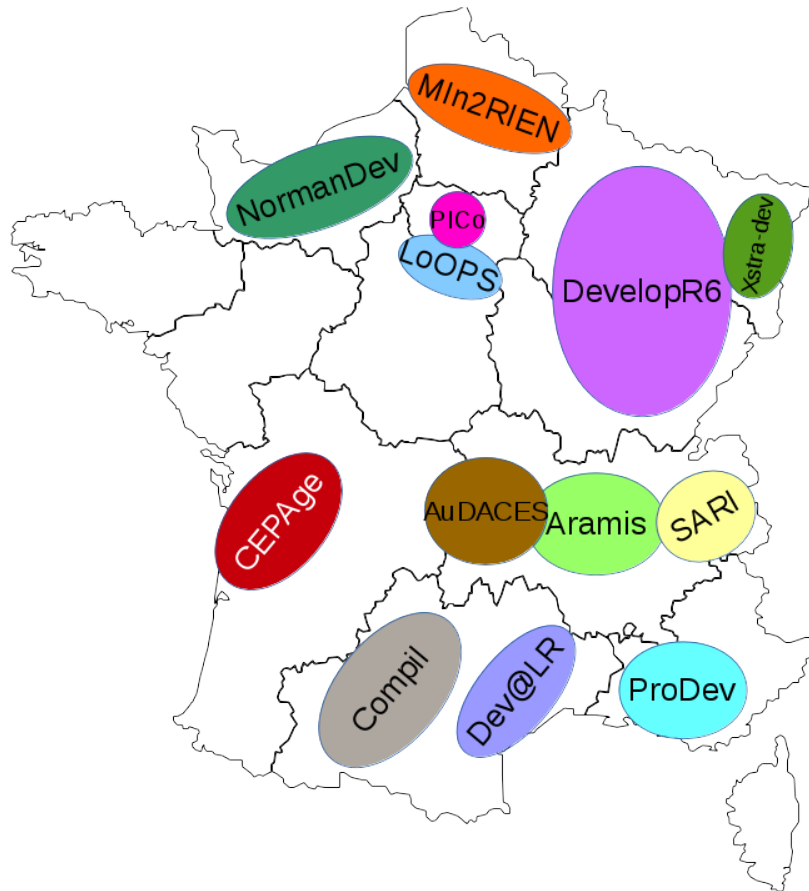 MIn2RIEN
NormanDev
PICo
Xstra-dev
LoOPS
DevelopR6
CEPAge
AuDACES
Aramis
SARI
Compil
Dev@LR
ProDev